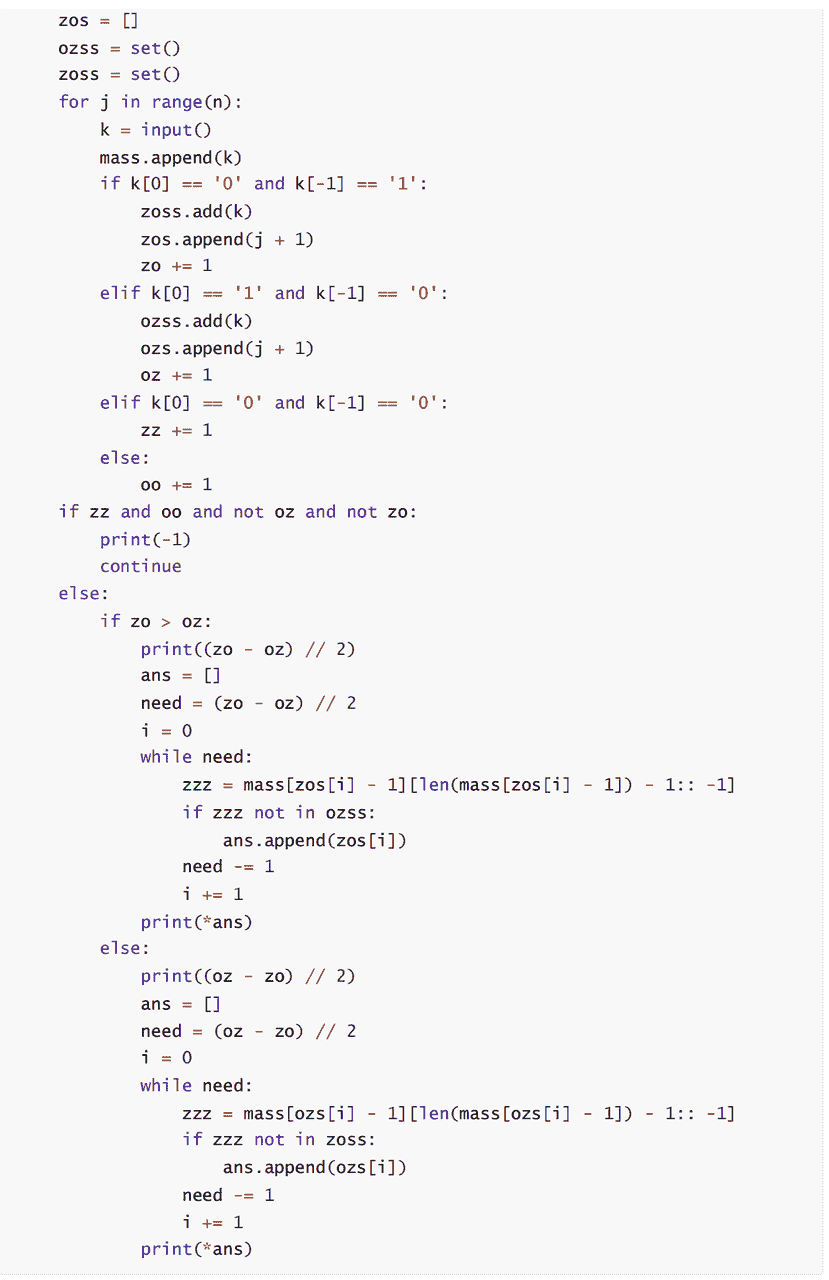 zos = []
ozss = set()
zoss = set()
for j in range(n):
    k = input()
    mass.append(k)
    if k[0] == '0' and k[-1] == '1':
        zoss.add(k)
        zos.append(j + 1)
        zo += 1
    elif k[0] == '1' and k[-1] == '0':
        ozss.add(k)
        ozs.append(j + 1)
        oz += 1
    elif k[0] == '0' and k[-1] == '0':
        zz += 1
    else:
        oo += 1
if zz and oo and not oz and not zo:
    print(-1)
    continue
else:
    if zo > oz:
        print((zo - oz) // 2)
        ans = []
        need = (zo - oz) // 2
        i = 0
        while need:
            zzz = mass[zos[i] - 1][len(mass[zos[i] - 1]) - 1:: -1]
            if zzz not in ozss:
                ans.append(zos[i])
            need -= 1
            i += 1
        print(*ans)
    else:
        print((oz - zo) // 2)
        ans = []
        need = (oz - zo) // 2
        i = 0
        while need:
            zzz = mass[ozs[i] - 1][len(mass[ozs[i] - 1]) - 1:: -1]
            if zzz not in zoss:
                ans.append(ozs[i])
            need -= 1
            i += 1
        print(*ans)